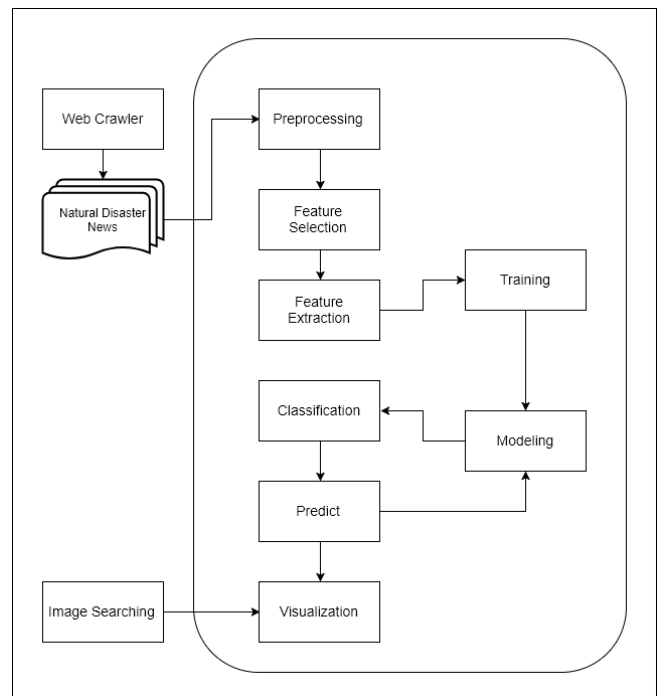 Web Crawler
Natural Disaster
News
Preprocessing
Feature
Selection
Feature
Extraction
Training
Classification
Modeling
Predict
Image Searching
Visualization